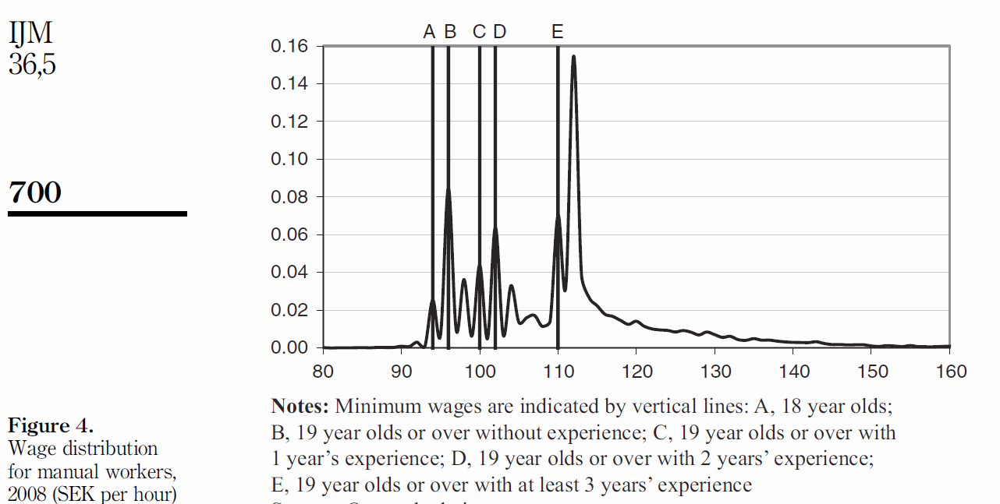 IJM
36,5
700
Figure 4.
Wage distribution
for manual workers,
2008 (SEK per hour)
A B C D E
0.16
0.14
0.12
0.10
0.08
0.06
0.04
0.02
0.00
80 90 100 110 120 130 140 150 160
Notes: Minimum wages are indicated by vertical lines: A, 18 year olds;
B, 19 year olds or over without experience; C, 19 year olds or over with
1 year’s experience; D, 19 year olds or over with 2 years’ experience;
E, 19 year olds or over with at least 3 years’ experience